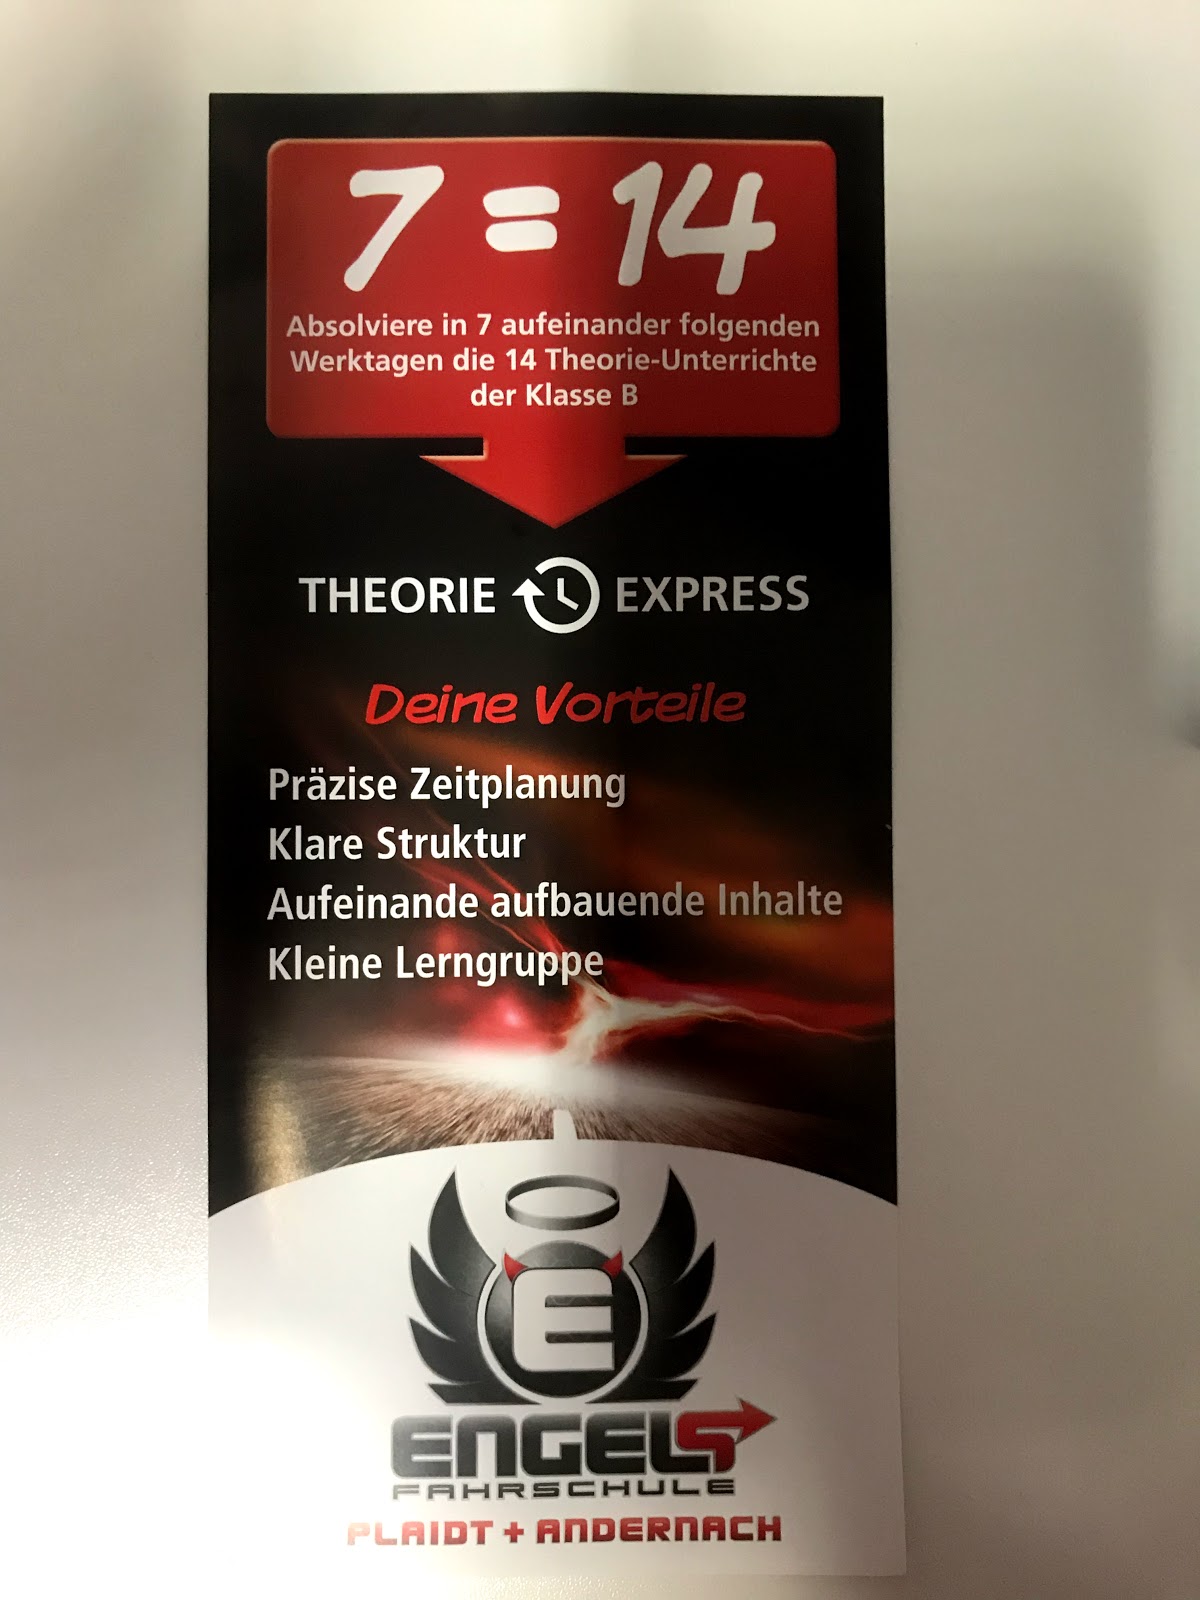 7 = 14
Absolviere in 7 aufeinander folgenden
Werktagen die 14 Theorie-Unterrichte
der Klasse B
THEORIE EXPRESS
Deine Vorteile
Präzise Zeitplanung
Klare Struktur
Aufeinande aufbauende Inhalte
Kleine Lerngruppe
E
ENGELS
FAHRSCHULE
PLAIDT + ANDERNACH